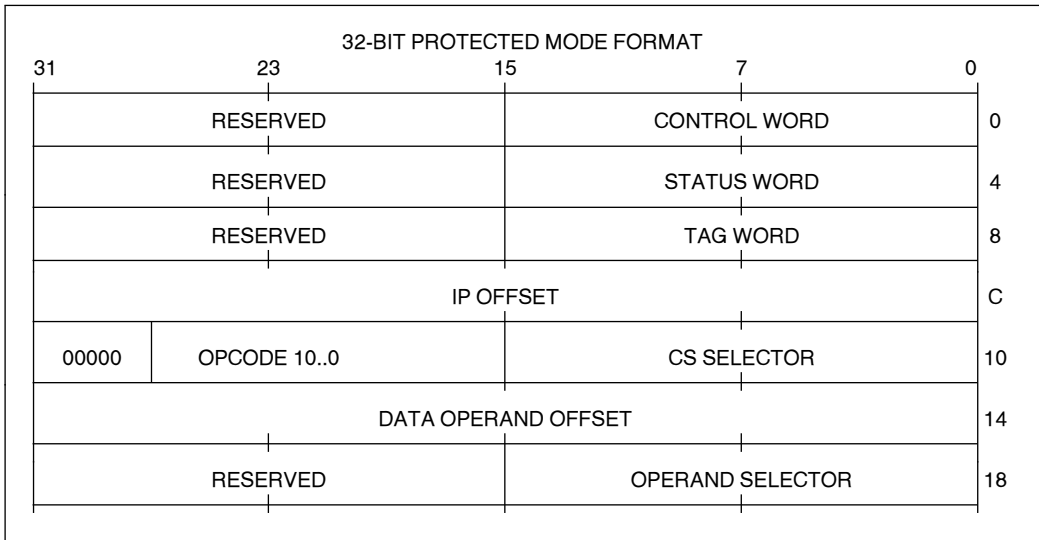 32-BIT PROTECTED MODE FORMAT
31 23 15 7 0
RESERVED CONTROL WORD 0
RESERVED STATUS WORD 4
RESERVED TAG WORD 8
IP OFFSET C
00000 OPCODE 10..0 CS SELECTOR 10
DATA OPERAND OFFSET 14
RESERVED OPERAND SELECTOR 18